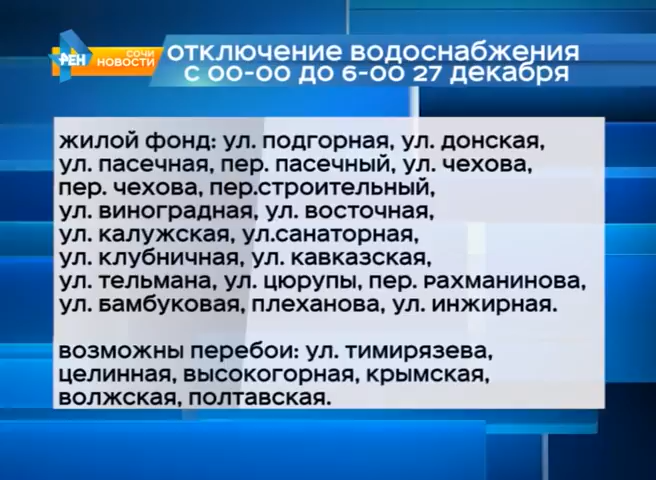 РЕН
СОЧИ
НОВОСТИ
отключение водоснабжения
с 00-00 до 6-00 27 декабря
жилой фонд: ул. подгорная, ул. донская,
ул. пасечная, пер. пасечный, ул. чехова,
пер. чехова, пер.строительный,
ул. виноградная, ул. восточная,
ул. калужская, ул.санаторная,
ул. клубничная, ул. кавказская,
ул. тельмана, ул. цюрупы, пер. рахманинова,
ул. бамбуковая, плеханова, ул. инжирная.
возможны перебои: ул. тимирязева,
целинная, высокогорная, крымская,
волжская, полтавская.